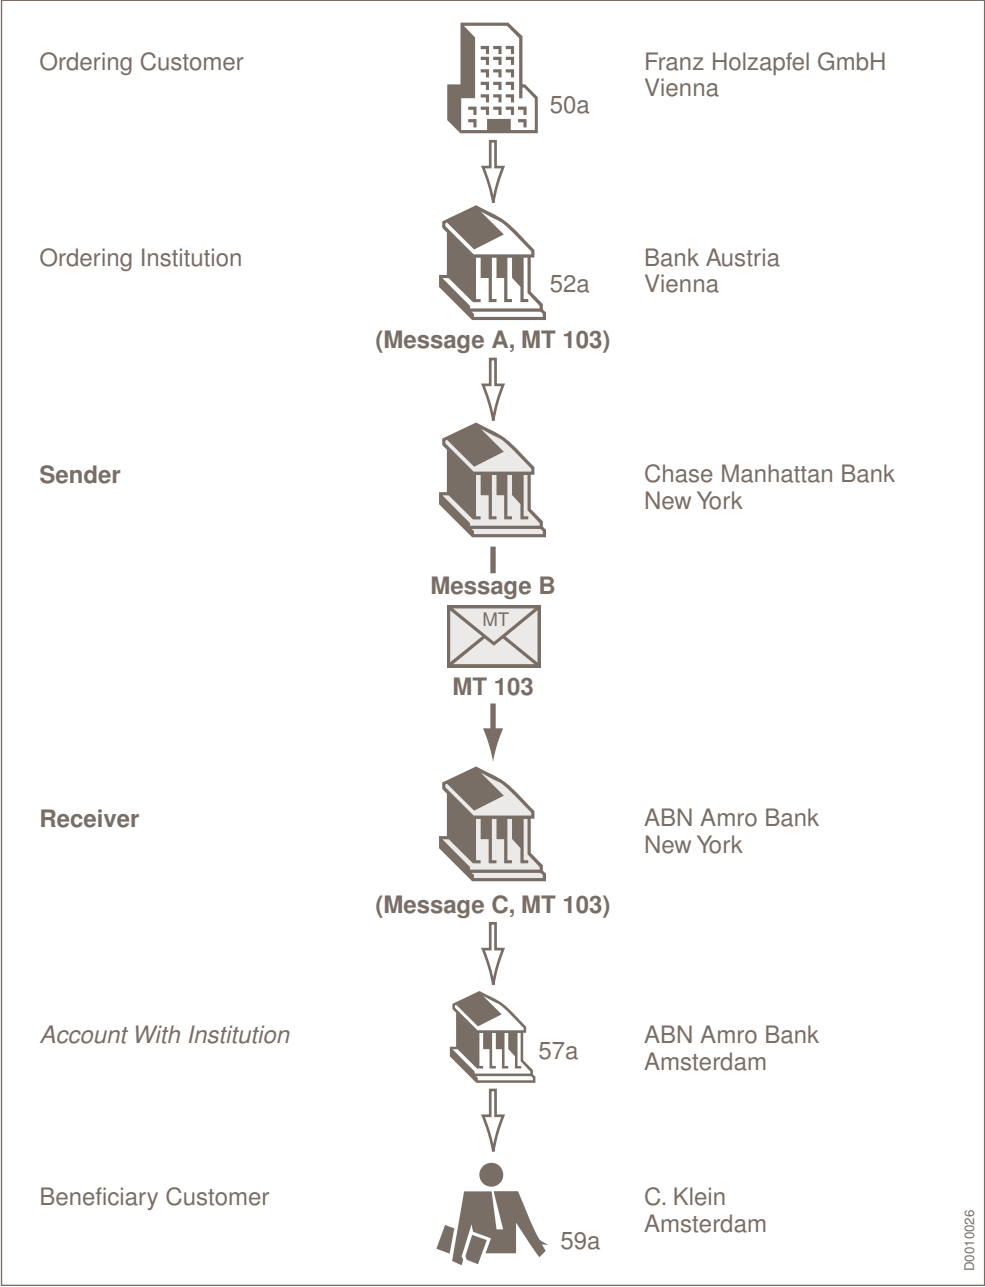 Ordering Customer
50a
Franz Holzapfel GmbH
Vienna
Ordering Institution
52a
Bank Austria
Vienna
(Message A, MT 103)
Sender
Chase Manhattan Bank
New York
Message B
MT
MT 103
Receiver
ABN Amro Bank
New York
(Message C, MT 103)
Account With Institution
57a
ABN Amro Bank
Amsterdam
Beneficiary Customer
59a
C. Klein
Amsterdam
D0010026